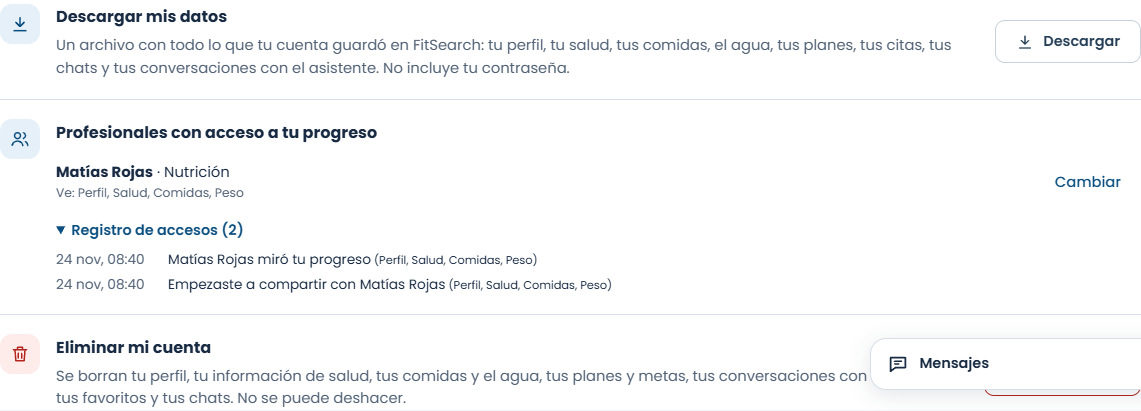 Descargar mis datos
Un archivo con todo lo que tu cuenta guardó en FitSearch: tu perfil, tu salud, tus comidas, el agua, tus planes, tus citas, tus
chats y tus conversaciones con el asistente. No incluye tu contraseña.
Descargar
Profesionales con acceso a tu progreso
Matías Rojas · Nutrición
Ve: Perfil, Salud, Comidas, Peso
Cambiar
▼ Registro de accesos (2)
24 nov, 08:40 Matías Rojas miró tu progreso (Perfil, Salud, Comidas, Peso)
24 nov, 08:40 Empezaste a compartir con Matías Rojas (Perfil, Salud, Comidas, Peso)
Eliminar mi cuenta
Se borran tu perfil, tu información de salud, tus comidas y el agua, tus planes y metas, tus conversaciones con
tus favoritos y tus chats. No se puede deshacer.
Mensajes